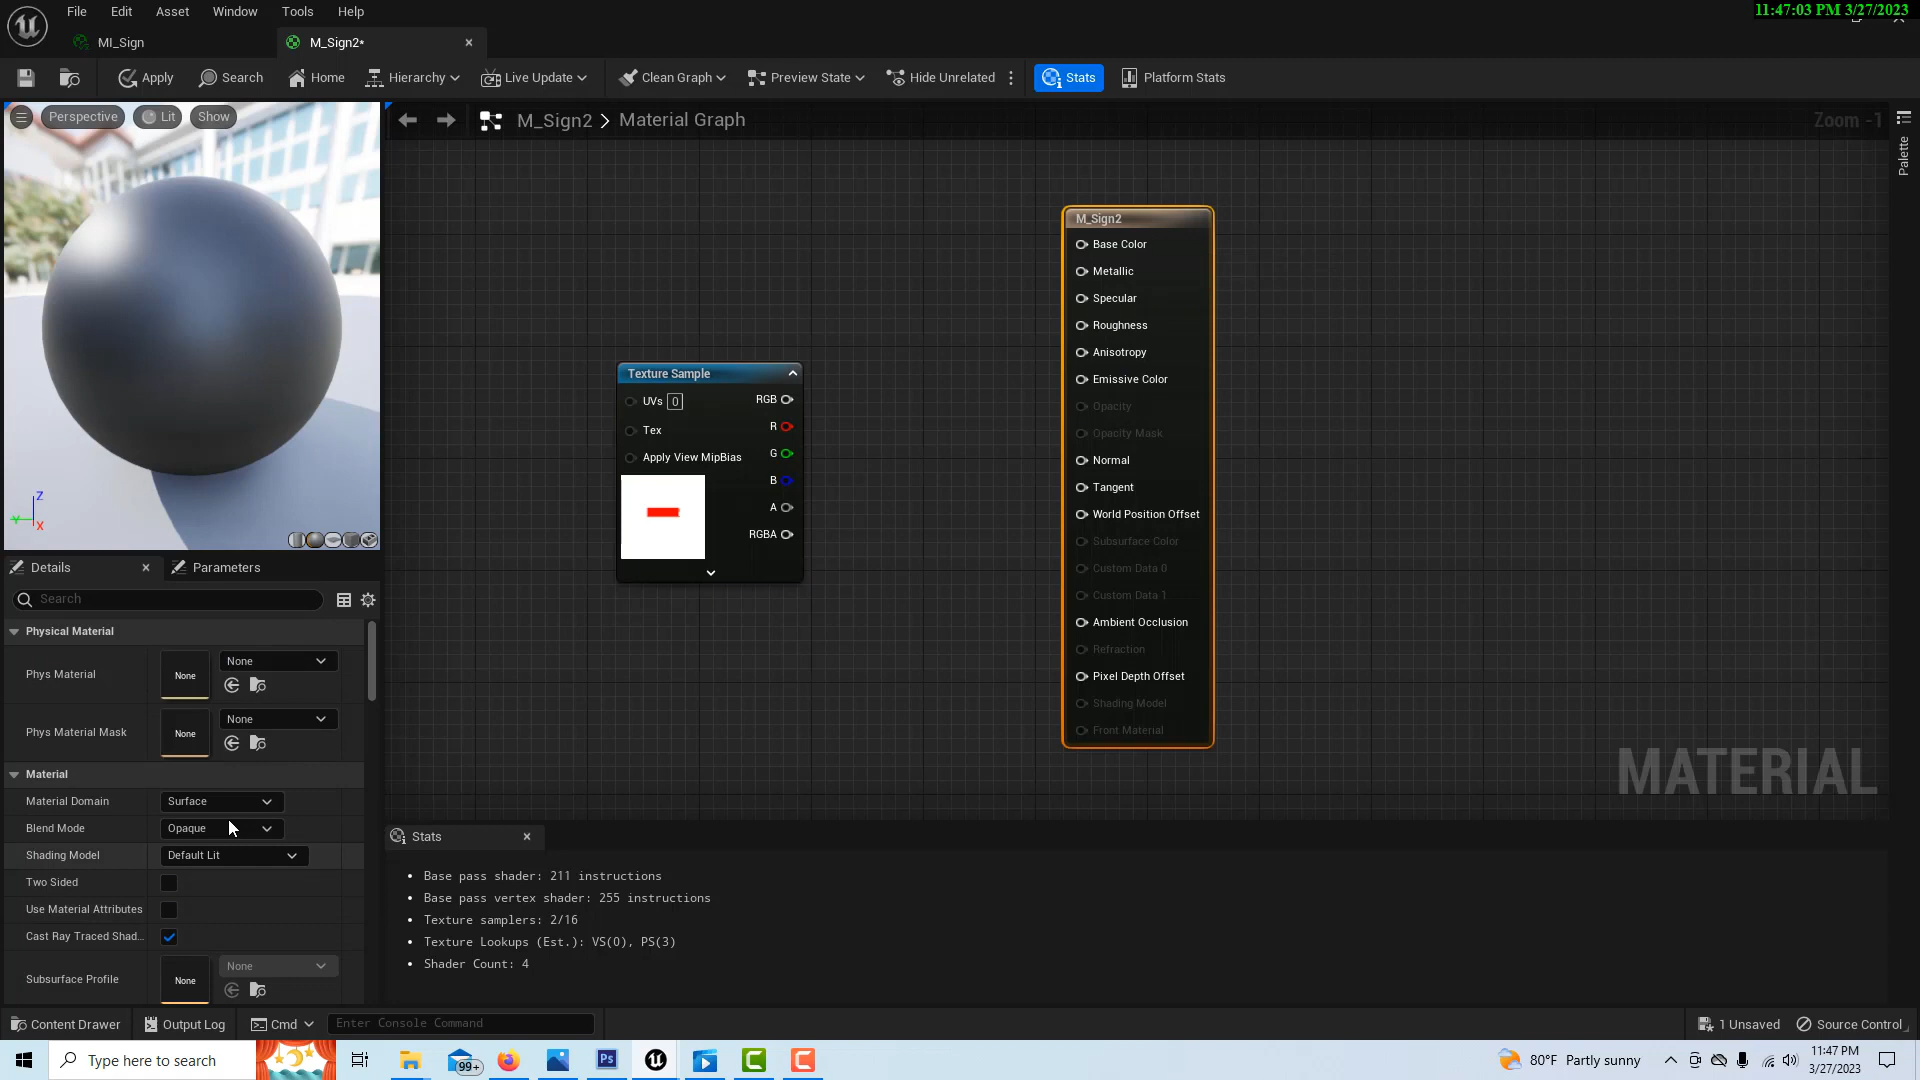 File Edit Asset Window Tools Help
11:47:03 PM 3/27/2023
MI_Sign
M_Sign2*
Apply Search Home Hierarchy Live Update Clean Graph Preview State Hide Unrelated Stats Platform Stats
Perspective Lit Show
M_Sign2 > Material Graph
Zoom -1
Palette
Z
Y
X
Texture Sample
UVs 0
Tex
Apply View MipBias
RGB
R
G
B
A
RGBA
M_Sign2
Base Color
Metallic
Specular
Roughness
Anisotropy
Emissive Color
Opacity
Opacity Mask
Normal
Tangent
World Position Offset
Subsurface Color
Custom Data 0
Custom Data 1
Ambient Occlusion
Refraction
Pixel Depth Offset
Shading Model
Front Material
MATERIAL
Details
Parameters
Search
Physical Material
Phys Material
None
None
Phys Material Mask
None
None
Material
Material Domain Surface
Blend Mode Opaque
Shading Model Default Lit
Two Sided
Use Material Attributes
Cast Ray Traced Shad...
Subsurface Profile
None
None
Stats
• Base pass shader: 211 instructions
• Base pass vertex shader: 255 instructions
• Texture samplers: 2/16
• Texture Lookups (Est.): VS(0), PS(3)
• Shader Count: 4
Content Drawer Output Log Cmd Enter Console Command
1 Unsaved Source Control
Type here to search
99+
Ps
80°F Partly sunny
11:47 PM
3/27/2023